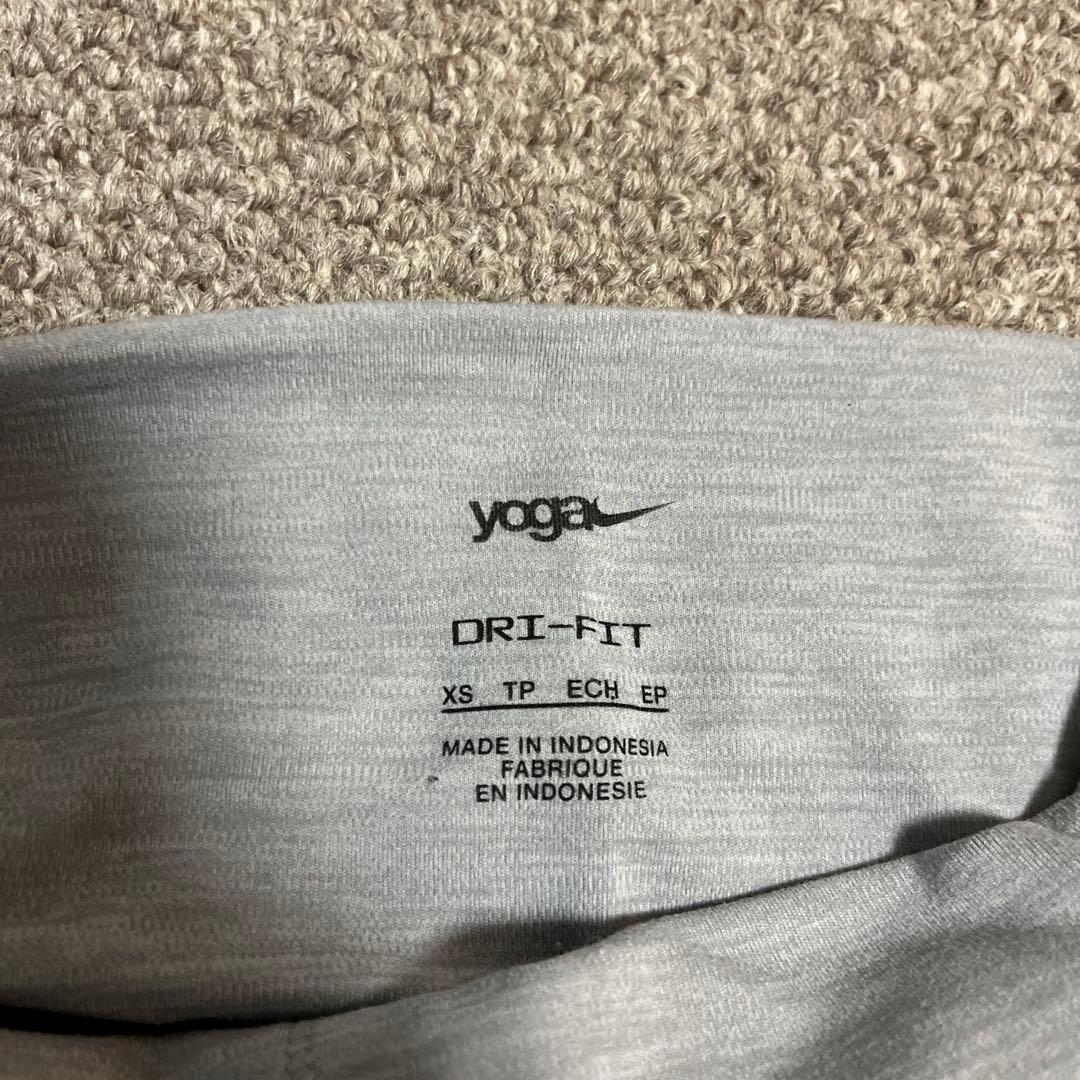 yoga
DRI-FIT
XS TP ECH EP
MADE IN INDONESIA
FABRIQUE
EN INDONESIE